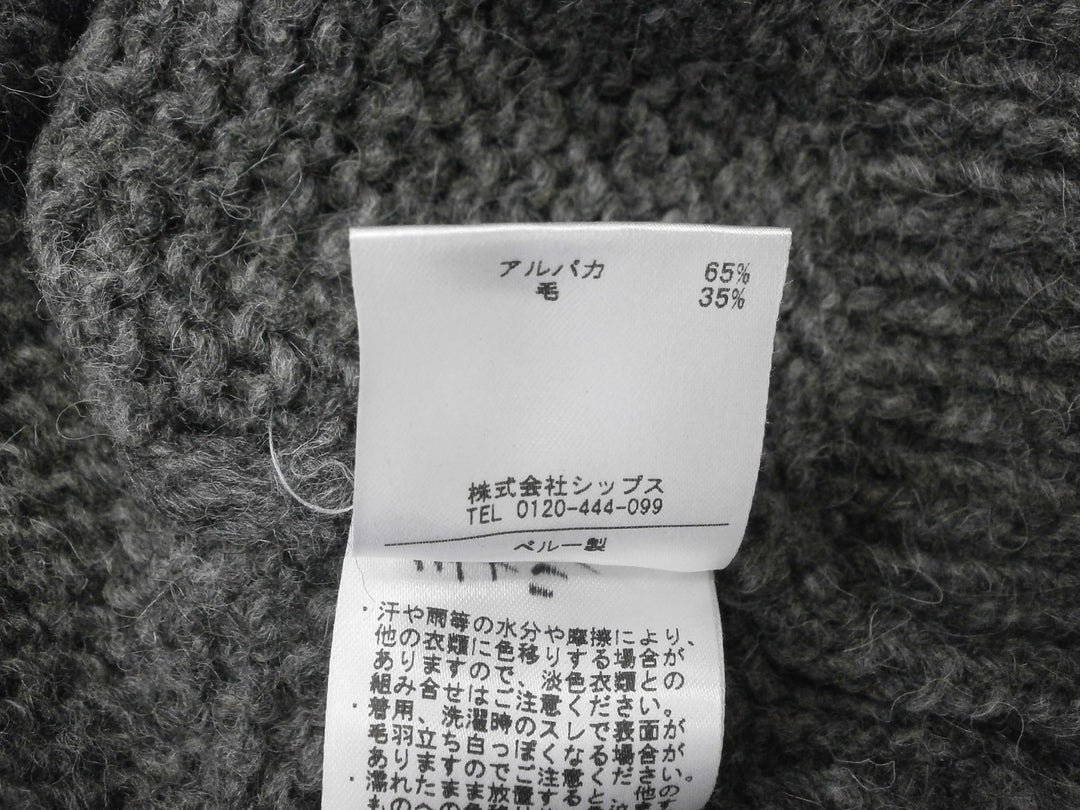 アルパカ 65%
毛 35%
株式会社シップス
TEL 0120-444-099
ペルー製
・汗や雨等の水分や摩擦により、
他の衣類に色移りする場合が
ありますので、淡色衣類との
組み合せはご注意ください。
・着用、洗濯時のスレで表面が
毛羽立ち白っぽくなる場合が
ありますのでご注意ください。
・濡れたままの放置すると、他の